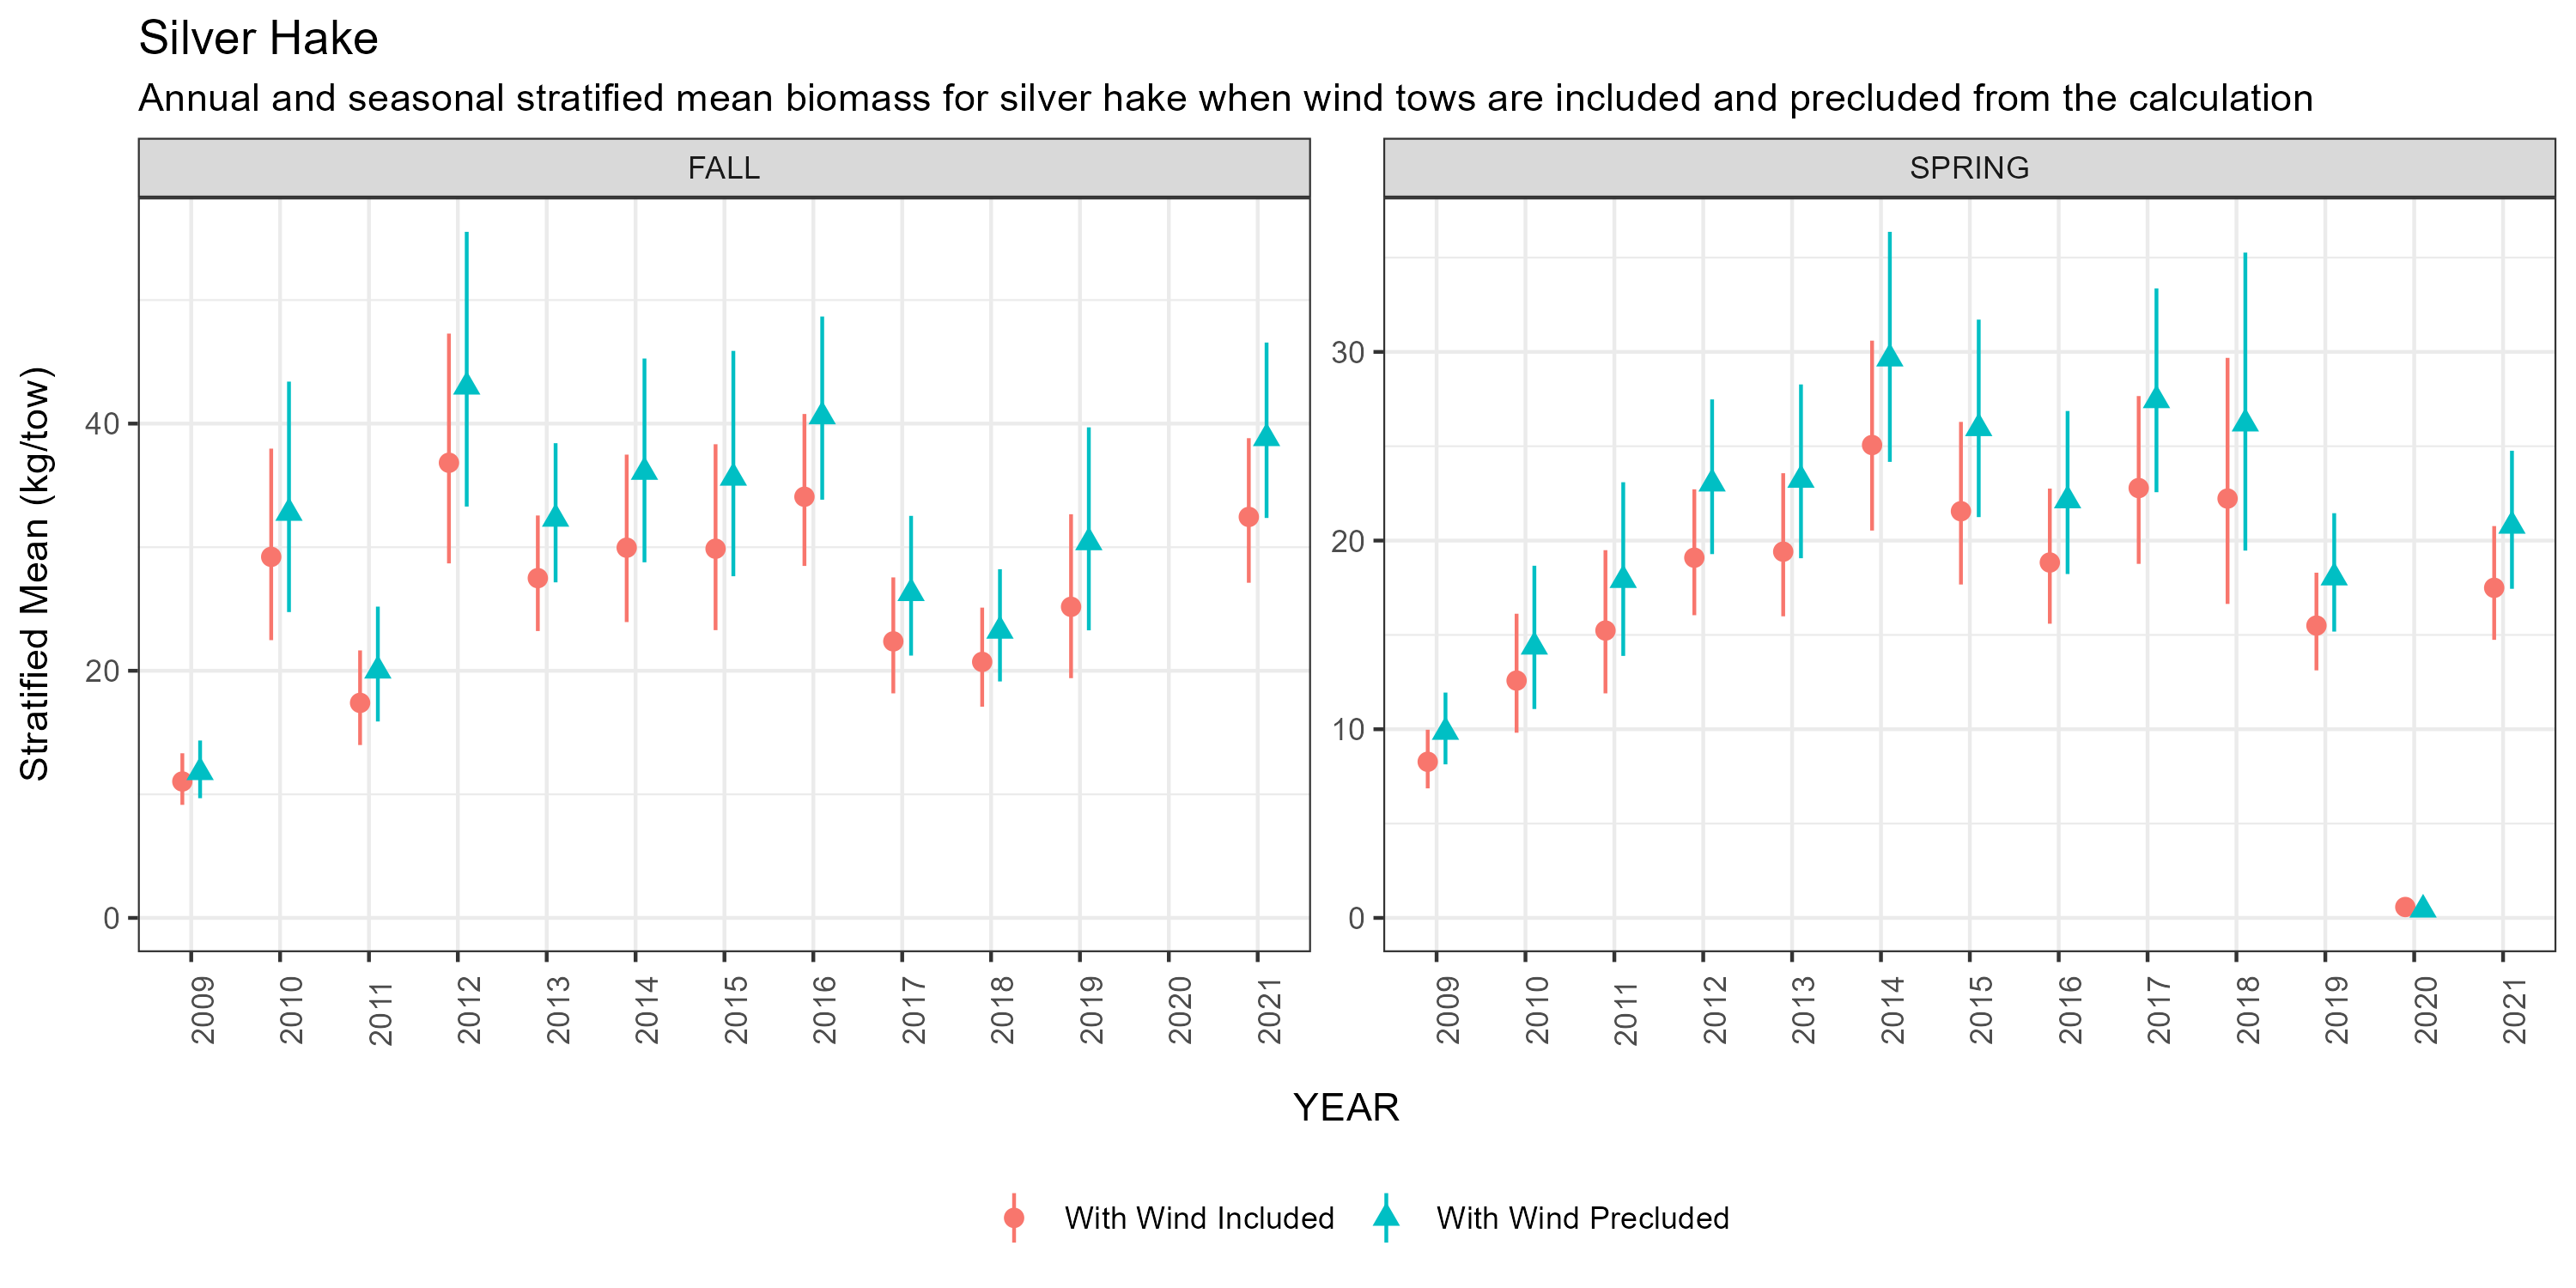 Silver Hake
Annual and seasonal stratified mean biomass for silver hake when wind tows are included and precluded from the calculation
FALL
SPRING
Stratified Mean (kg/tow)
40
20
0
30
20
10
0
2009 2010 2011 2012 2013 2014 2015 2016 2017 2018 2019 2020 2021
2009 2010 2011 2012 2013 2014 2015 2016 2017 2018 2019 2020 2021
YEAR
With Wind Included With Wind Precluded